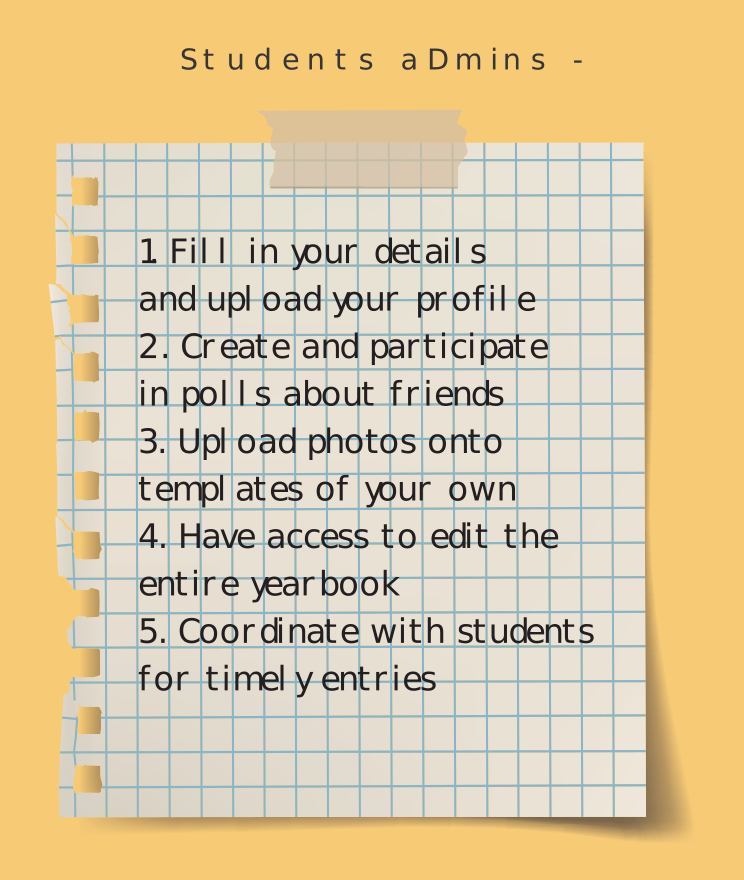 Students aDmins -
1. Fill in your details
and upload your profile
2. Create and participate
in polls about friends
3. Upload photos onto
templates of your own
4. Have access to edit the
entire yearbook
5. Coordinate with students
for timely entries